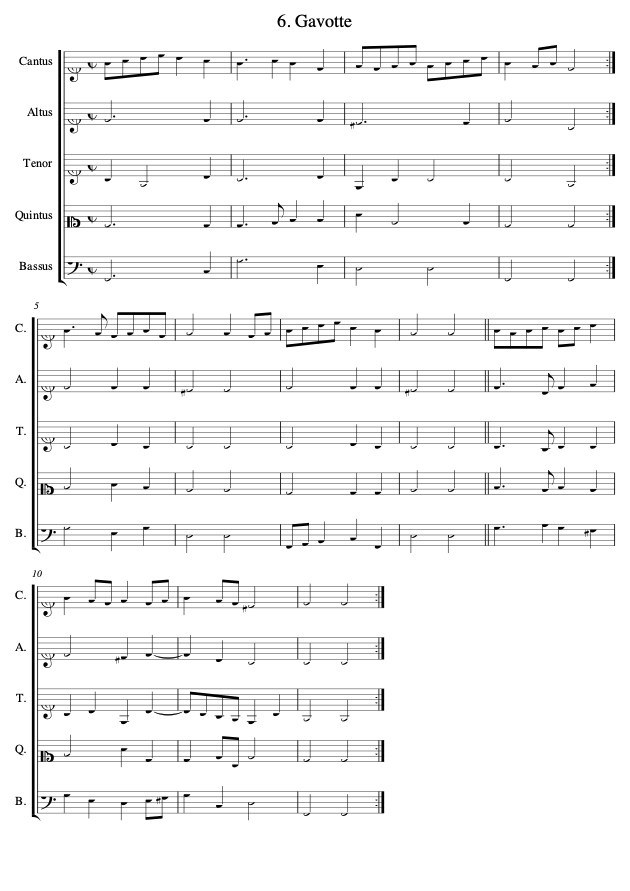 6. Gavotte
Cantus
Altus
Tenor
Quintus
Bassus
5
C.
A.
T.
Q.
B.
10
C.
A.
T.
Q.
B.